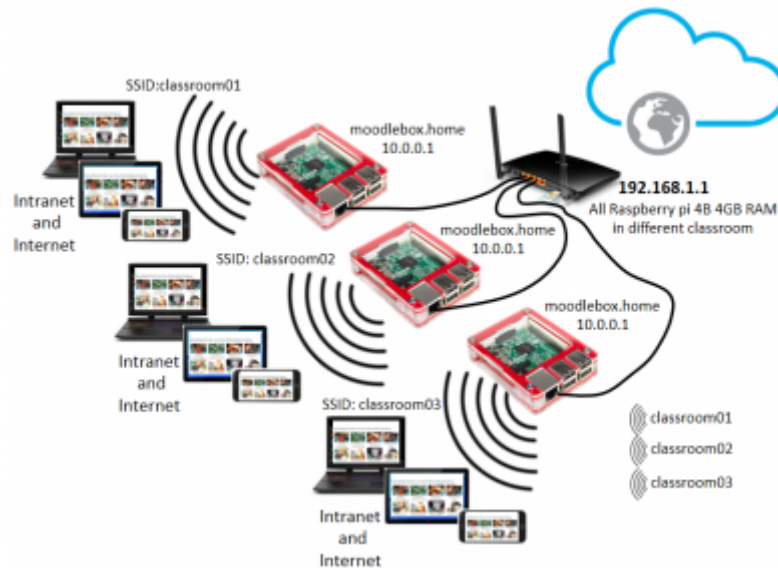 SSID:classroom01
moodlebox.home
10.0.0.1
192.168.1.1
All Raspberry pi 4B 4GB RAM
in different classroom
Intranet
and
Internet
SSID: classroom02
moodlebox.home
10.0.0.1
moodlebox.home
10.0.0.1
Intranet
and
Internet
SSID: classroom03
classroom01
classroom02
classroom03
Intranet
and
Internet